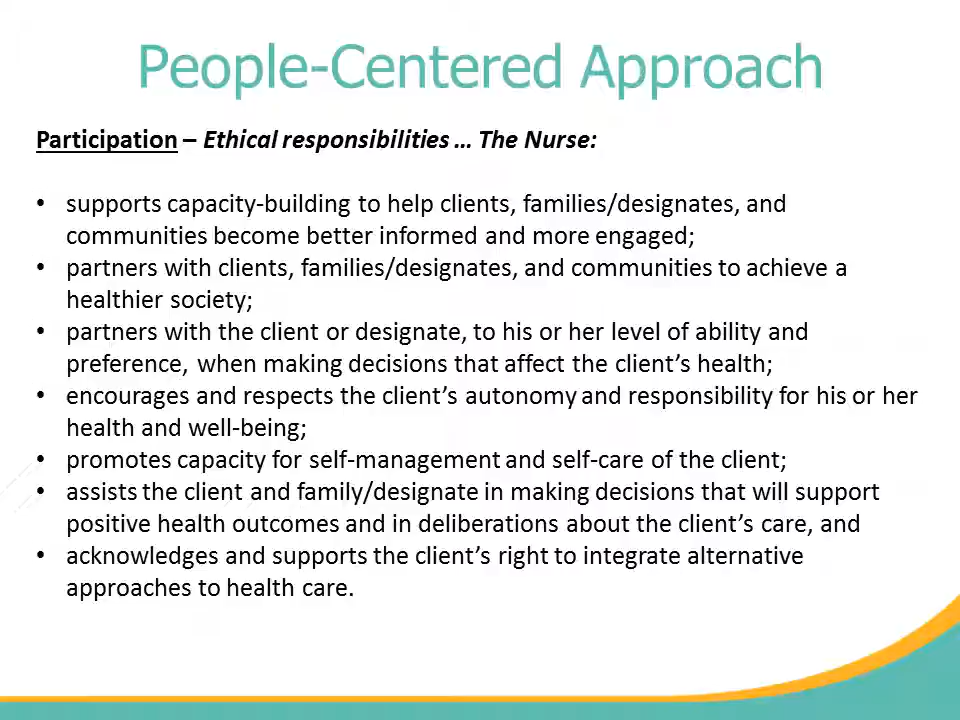 People-Centered Approach
Participation – Ethical responsibilities … The Nurse:
• supports capacity-building to help clients, families/designates, and
communities become better informed and more engaged;
• partners with clients, families/designates, and communities to achieve a
healthier society;
• partners with the client or designate, to his or her level of ability and
preference, when making decisions that affect the client’s health;
• encourages and respects the client’s autonomy and responsibility for his or her
health and well-being;
• promotes capacity for self-management and self-care of the client;
• assists the client and family/designate in making decisions that will support
positive health outcomes and in deliberations about the client’s care, and
• acknowledges and supports the client’s right to integrate alternative
approaches to health care.